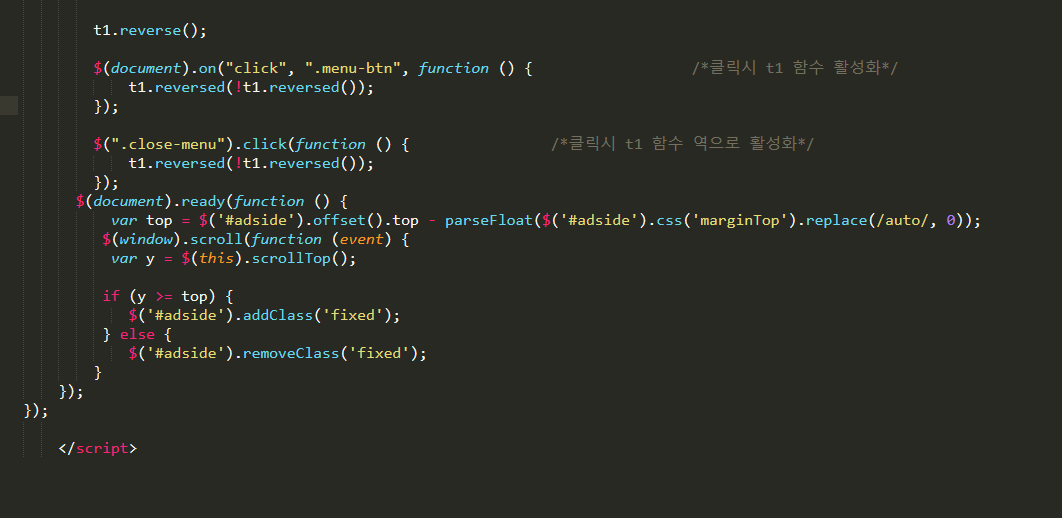 t1.reverse();
$(document).on("click", ".menu-btn", function () { /*클릭시 t1 함수 활성화*/
t1.reversed(!t1.reversed());
});
$(".close-menu").click(function () { /*클릭시 t1 함수 역으로 활성화*/
t1.reversed(!t1.reversed());
});
$(document).ready(function () {
var top = $('#adside').offset().top - parseFloat($('#adside').css('marginTop').replace(/auto/, 0));
$(window).scroll(function (event) {
var y = $(this).scrollTop();
if (y >= top) {
$('#adside').addClass('fixed');
} else {
$('#adside').removeClass('fixed');
}
});
});
</script>